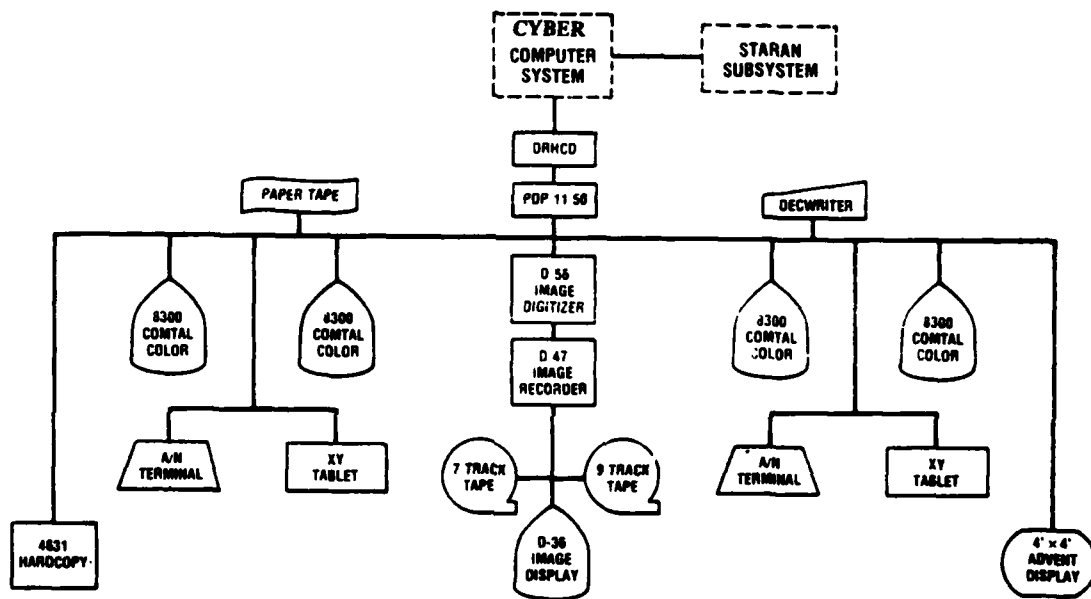 CYBER
COMPUTER
SYSTEM
STARAN
SUBSYSTEM
DRHCD
PAPER TAPE
PDP 11 50
DECWRITER
8300
COMTAL
COLOR
8300
COMTAL
COLOR
D 56
IMAGE
DIGITIZER
8300
COMTAL
COLOR
8300
COMTAL
COLOR
D 47
IMAGE
RECORDER
A/N
TERMINAL
XY
TABLET
7 TRACK
TAPE
9 TRACK
TAPE
A/N
TERMINAL
XY
TABLET
4631
HARDCOPY
D-36
IMAGE
DISPLAY
4' × 4'
ADVENT
DISPLAY